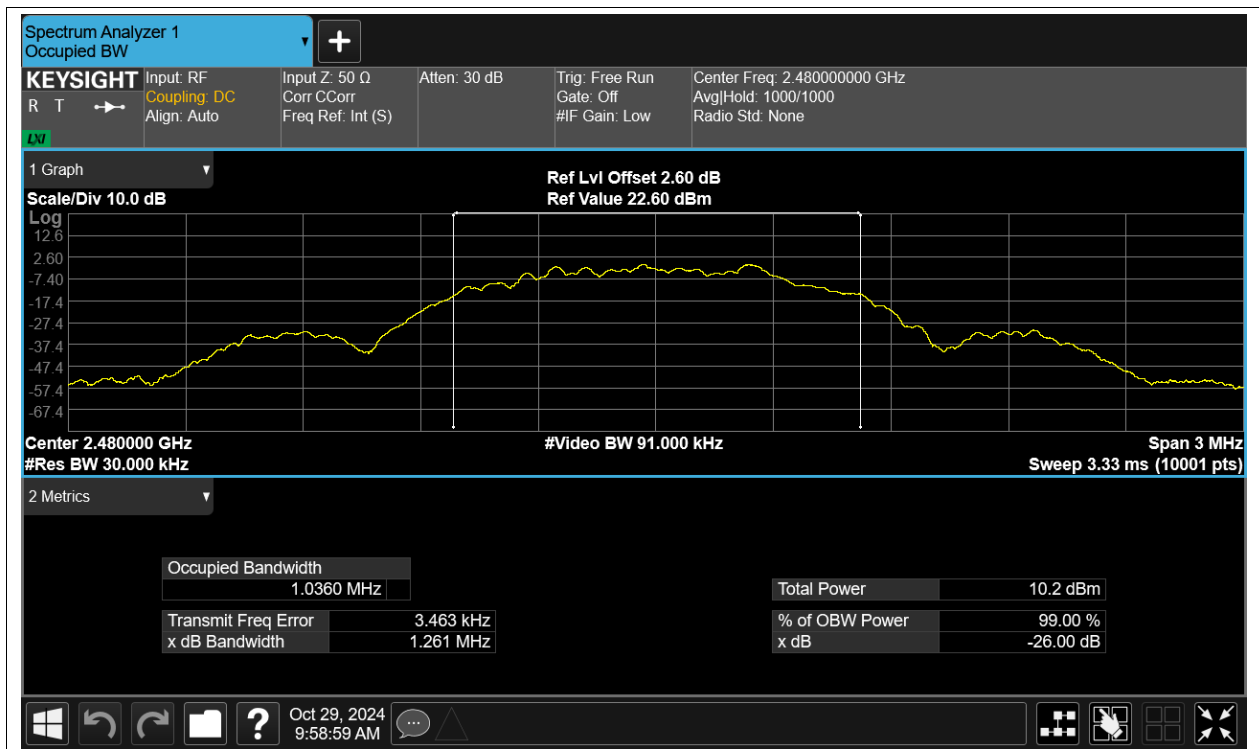 Spectrum Analyzer 1
Occupied BW
KEYSIGHT
R T
LXI
Input: RF
Coupling: DC
Align: Auto
Input Z: 50 Ω
Corr CCorr
Freq Ref: Int (S)
Atten: 30 dB
Trig: Free Run
Gate: Off
#IF Gain: Low
Center Freq: 2.480000000 GHz
Avg|Hold: 1000/1000
Radio Std: None
1 Graph
Scale/Div 10.0 dB
Ref Lvl Offset 2.60 dB
Ref Value 22.60 dBm
Log
12.6
2.60
-7.40
-17.4
-27.4
-37.4
-47.4
-57.4
-67.4
Center 2.480000 GHz
#Res BW 30.000 kHz
#Video BW 91.000 kHz
Span 3 MHz
Sweep 3.33 ms (10001 pts)
2 Metrics
Occupied Bandwidth
1.0360 MHz
Transmit Freq Error 3.463 kHz
x dB Bandwidth 1.261 MHz
Total Power 10.2 dBm
% of OBW Power 99.00 %
x dB -26.00 dB
?
Oct 29, 2024
9:58:59 AM